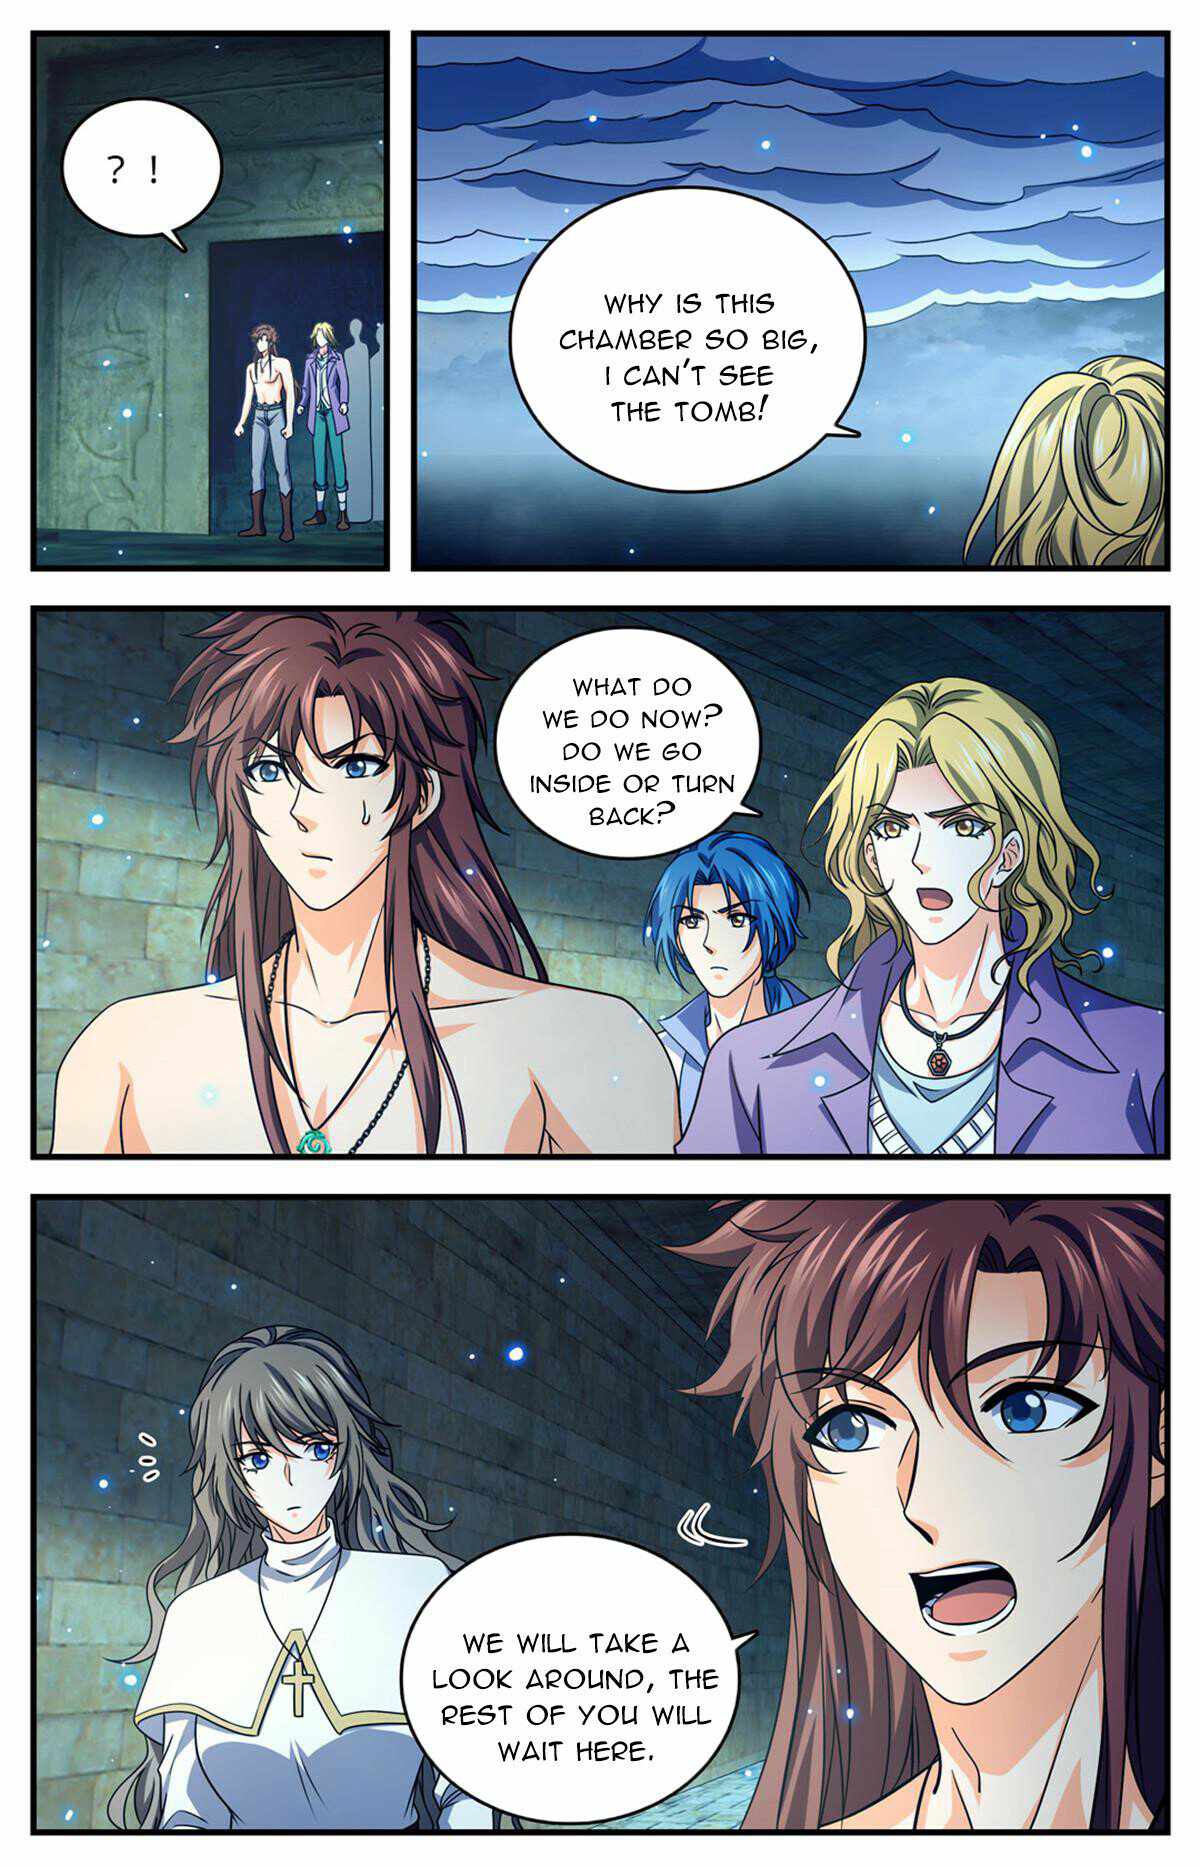 ? !
WHY IS THIS
CHAMBER SO BIG,
I CAN'T SEE
THE TOMB!
WHAT DO
WE DO NOW?
DO WE GO
INSIDE OR TURN
BACK?
WE WILL TAKE A
LOOK AROUND, THE
REST OF YOU WILL
WAIT HERE.